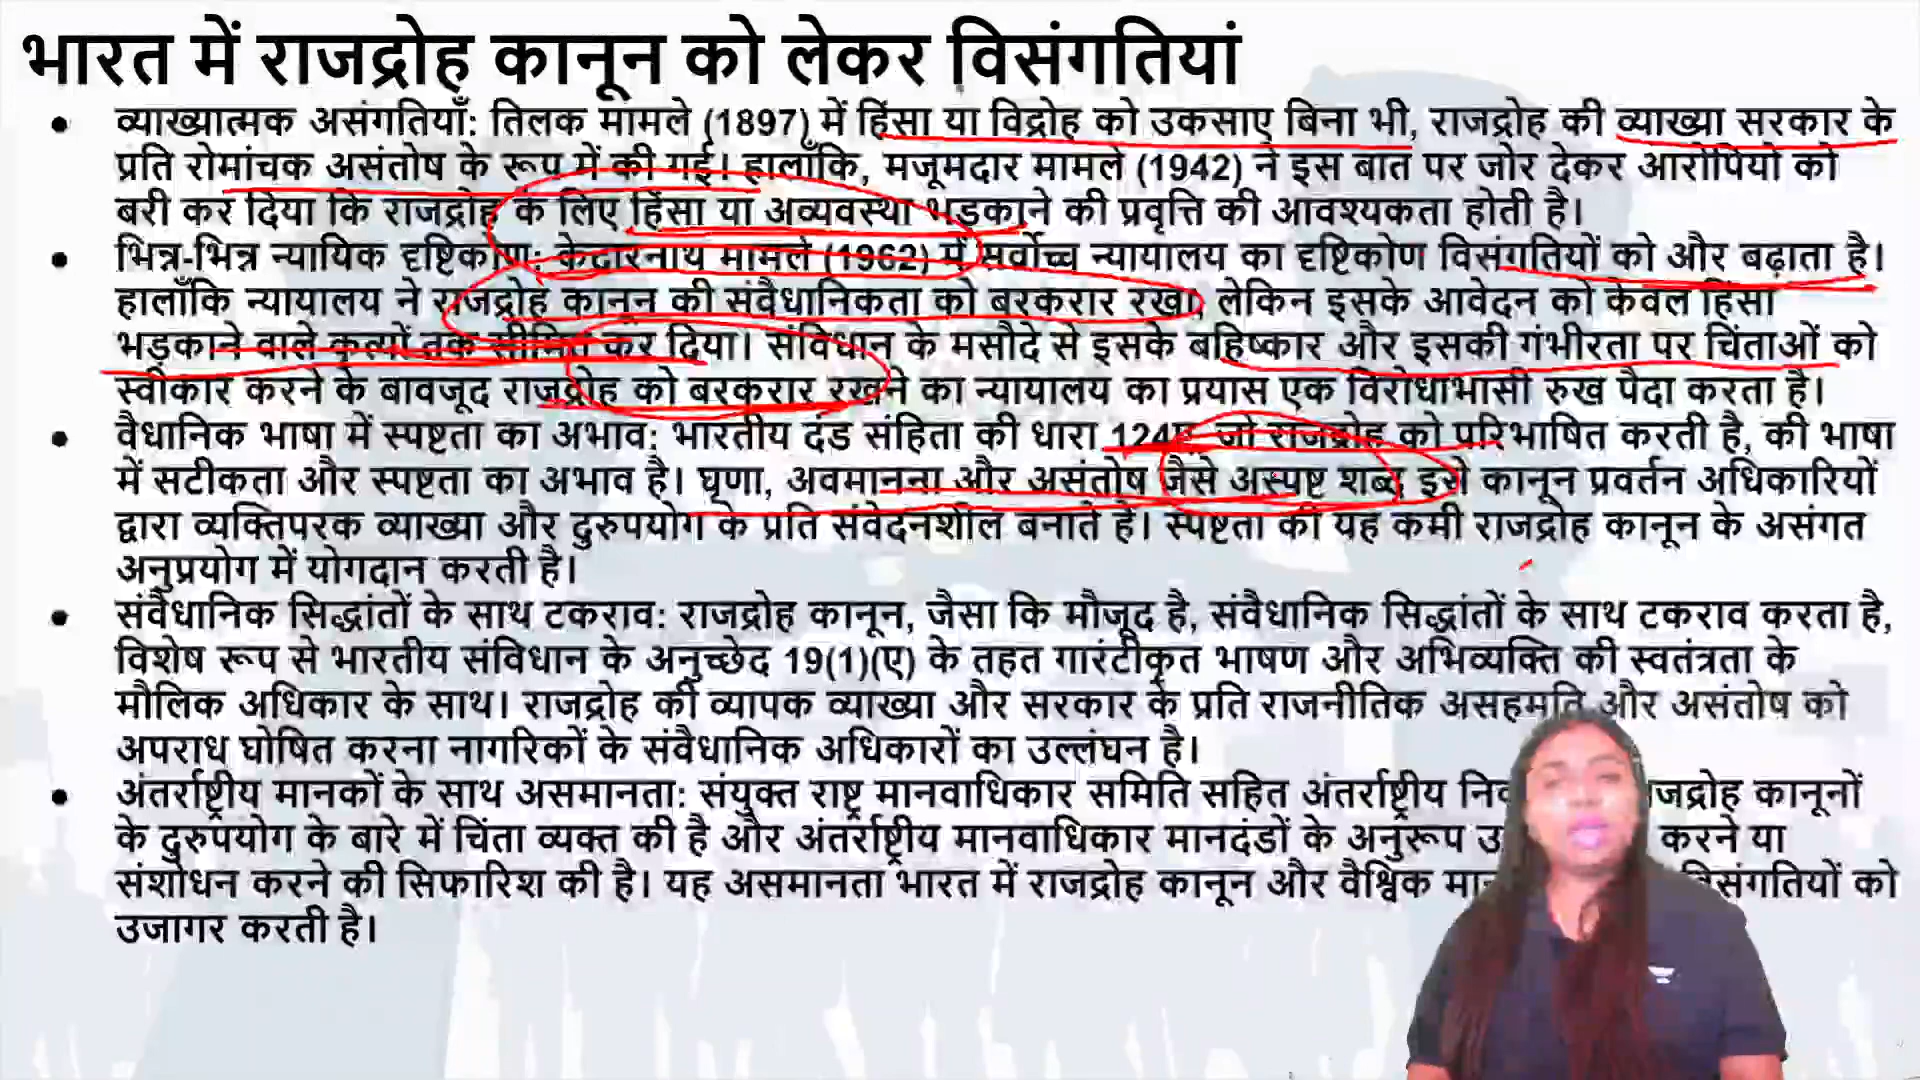 भारत में राजद्रोह कानून को लेकर विसंगतियां
• व्याख्यात्मक असंगतियाँ: तिलक मामले (1897) में हिंसा या विद्रोह को उकसाए बिना भी, राजद्रोह की व्याख्या सरकार के
प्रति रोमांचक असंतोष के रूप में की गई। हालाँकि, मजूमदार मामले (1942) ने इस बात पर जोर देकर आरोपियों को
बरी कर दिया कि राजद्रोह के लिए हिंसा या अव्यवस्था भड़काने की प्रवृत्ति की आवश्यकता होती है।
• भिन्न-भिन्न न्यायिक दृष्टिकोण: केदारनाथ मामले (1962) में सर्वोच्च न्यायालय का दृष्टिकोण विसंगतियों को और बढ़ाता है।
हालाँकि न्यायालय ने राजद्रोह कानून की संवैधानिकता को बरकरार रखा, लेकिन इसके आवेदन को केवल हिंसा
भड़काने वाले कृत्यों तक सीमित कर दिया। संविधान के मसौदे से इसके बहिष्कार और इसकी गंभीरता पर चिंताओं को
स्वीकार करने के बावजूद राजद्रोह को बरकरार रखने का न्यायालय का प्रयास एक विरोधाभासी रुख पैदा करता है।
• वैधानिक भाषा में स्पष्टता का अभाव: भारतीय दंड संहिता की धारा 124ए, जो राजद्रोह को परिभाषित करती है, की भाषा
में सटीकता और स्पष्टता का अभाव है। घृणा, अवमानना और असंतोष जैसे अस्पष्ट शब्द इसे कानून प्रवर्तन अधिकारियों
द्वारा व्यक्तिपरक व्याख्या और दुरुपयोग के प्रति संवेदनशील बनाते हैं। स्पष्टता की यह कमी राजद्रोह कानून के असंगत
अनुप्रयोग में योगदान करती है।
• संवैधानिक सिद्धांतों के साथ टकराव: राजद्रोह कानून, जैसा कि मौजूद है, संवैधानिक सिद्धांतों के साथ टकराव करता है,
विशेष रूप से भारतीय संविधान के अनुच्छेद 19(1)(ए) के तहत गारंटीकृत भाषण और अभिव्यक्ति की स्वतंत्रता के
मौलिक अधिकार के साथ। राजद्रोह की व्यापक व्याख्या और सरकार के प्रति राजनीतिक असहमति और असंतोष को
अपराध घोषित करना नागरिकों के संवैधानिक अधिकारों का उल्लंघन है।
• अंतर्राष्ट्रीय मानकों के साथ असमानता: संयुक्त राष्ट्र मानवाधिकार समिति सहित अंतर्राष्ट्रीय जद्रोह कानूनों
के दुरुपयोग के बारे में चिंता व्यक्त की है और अंतर्राष्ट्रीय मानवाधिकार मानदंडों के अनुरूप करने या
संशोधन करने की सिफारिश की है। यह असमानता भारत में राजद्रोह कानून और वैश्विक विसंगतियों को
उजागर करती है।